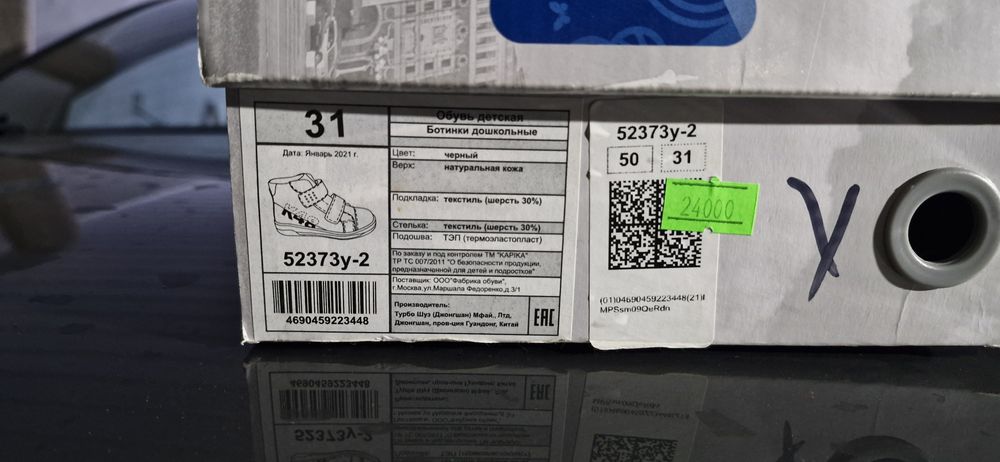 31
Дата: Январь 2021 г.
52373у-2
4690459223448
Обувь детская
Ботинки дошкольные
Цвет: черный
Верх: натуральная кожа
Подкладка: текстиль (шерсть 30%)
Стелька: текстиль (шерсть 30%)
Подошва: ТЭП (термоэластопласт)
По заказу и под контролем ТМ "KAPIKA"
ТР ТС 007/2011 "О безопасности продукции,
предназначенной для детей и подростков"
Поставщик: ООО"Фабрика обуви",
г.Москва,ул.Маршала Федоренко,д.3/1
Производитель:
Турбо Шуз (Джонгшан) Мфай., Лтд,
Джонгшан, пров-ция Гуандонг, Китай
EAC
52373у-2
50 31
24000
(01)04690459223448(21)I
MPSsm09QeRdn
У